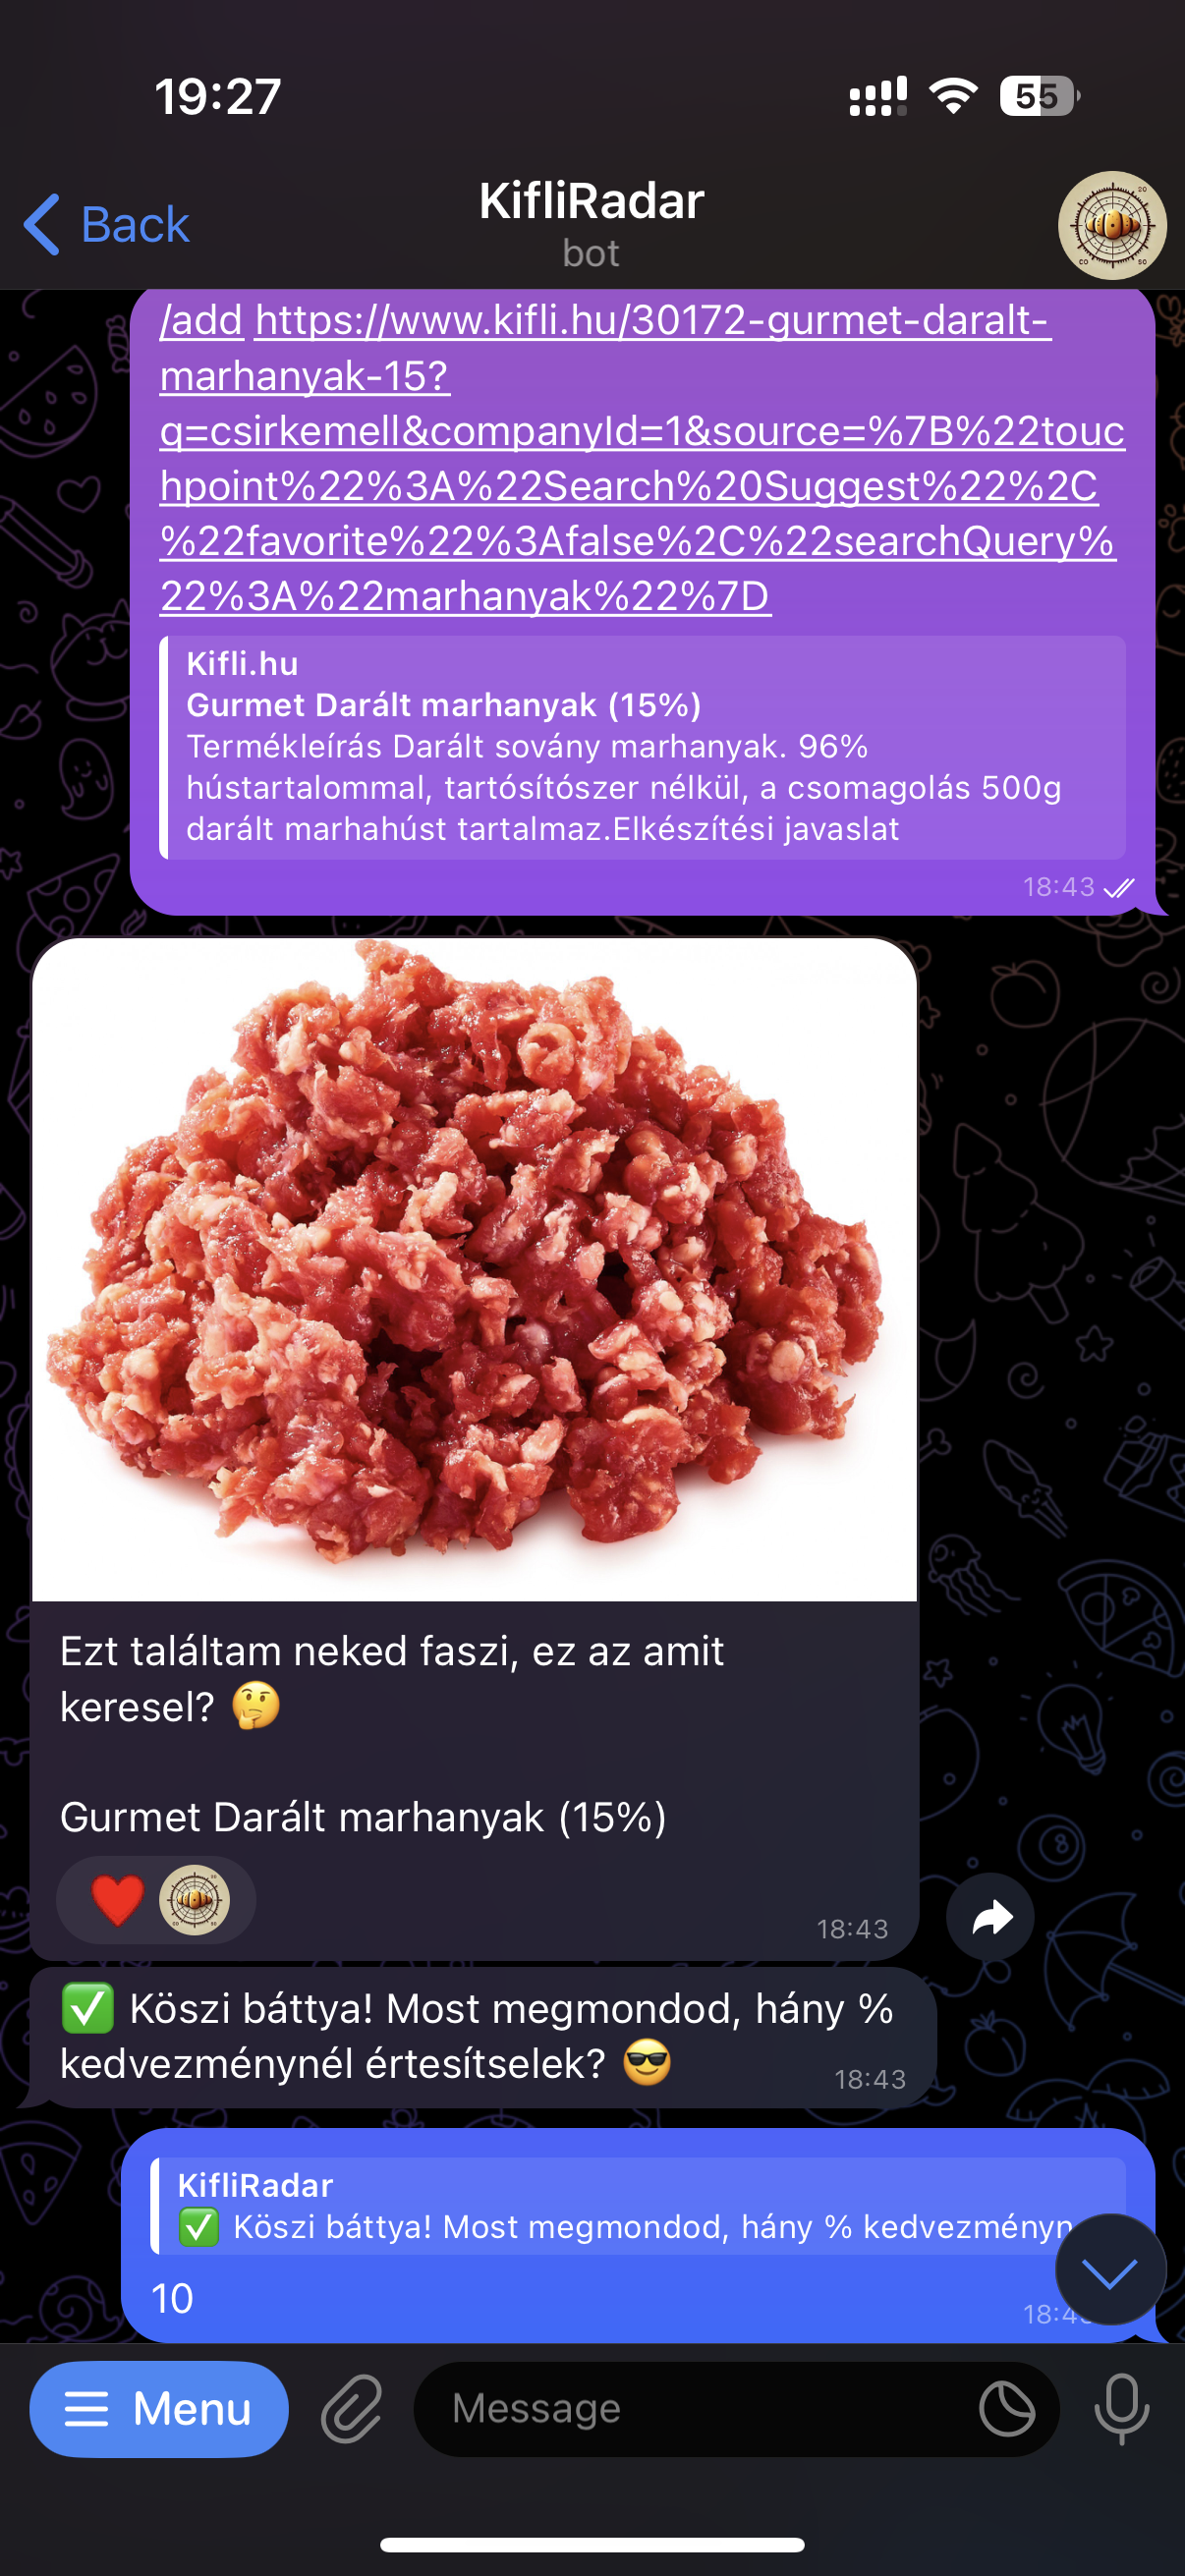 19:27
55
Back
KifliRadar
bot
/add https://www.kifli.hu/30172-gurmet-daralt-
marhanyak-15?
q=csirkemell&companyId=1&source=%7B%22touc
hpoint%22%3A%22Search%20Suggest%22%2C
%22favorite%22%3Afalse%2C%22searchQuery%
22%3A%22marhanyak%22%7D
Kifli.hu
Gurmet Darált marhanyak (15%)
Termékleírás Darált sovány marhanyak. 96%
hústartalommal, tartósítószer nélkül, a csomagolás 500g
darált marhahúst tartalmaz.Elkészítési javaslat
18:43
Ezt találtam neked faszi, ez az amit
keresel? 🤔
Gurmet Darált marhanyak (15%)
18:43
✅ Köszi báttya! Most megmondod, hány %
kedvezménynél értesítselek? 😎
18:43
KifliRadar
✅ Köszi báttya! Most megmondod, hány % kedvezményn
10
Menu
Message